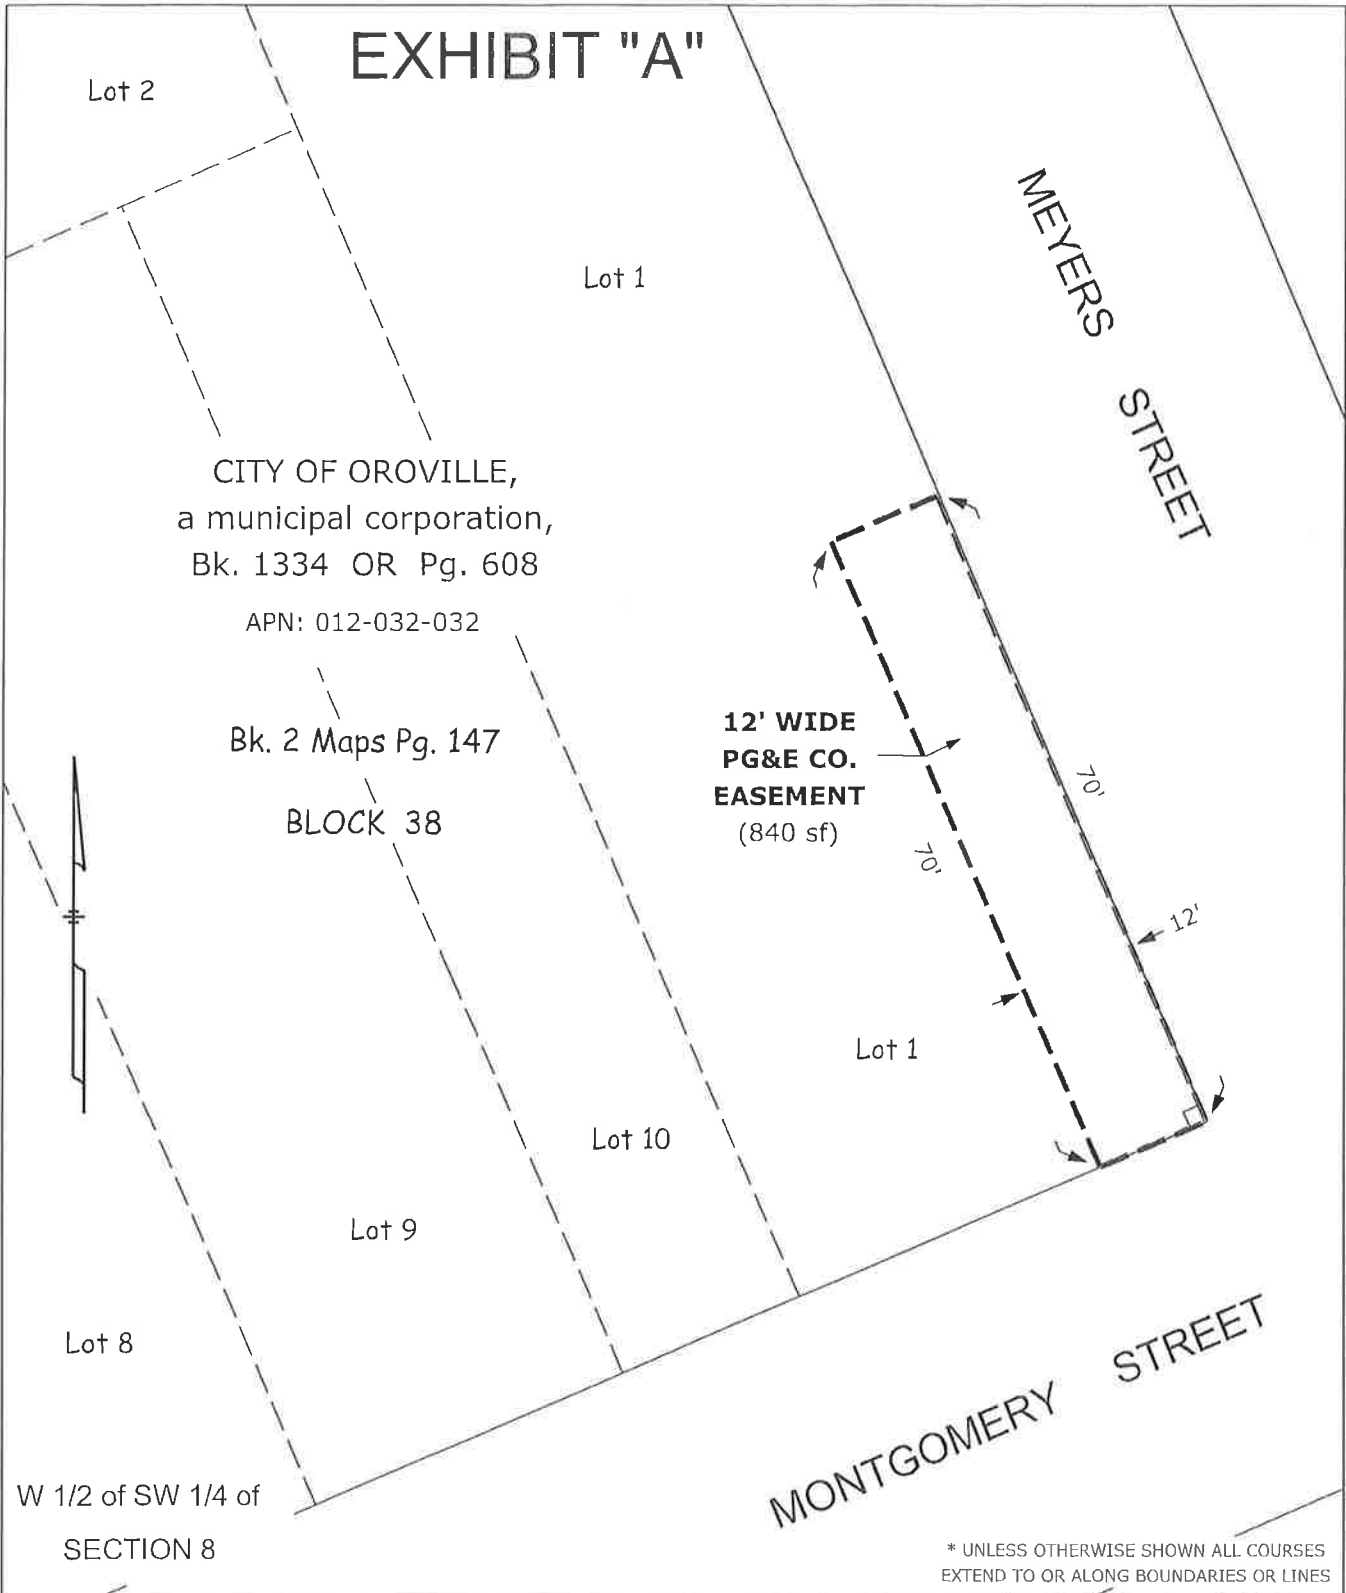 EXHIBIT "A"
Lot 2
Lot 1
MEYERS STREET
CITY OF OROVILLE,
a municipal corporation,
Bk. 1334 OR Pg. 608
APN: 012-032-032
Bk. 2 Maps Pg. 147
BLOCK 38
12' WIDE
PG&E CO.
EASEMENT
(840 sf)
70'
70'
12'
Lot 1
Lot 10
Lot 9
Lot 8
MONTGOMERY STREET
W 1/2 of SW 1/4 of
SECTION 8
* UNLESS OTHERWISE SHOWN ALL COURSES
EXTEND TO OR ALONG BOUNDARIES OR LINES